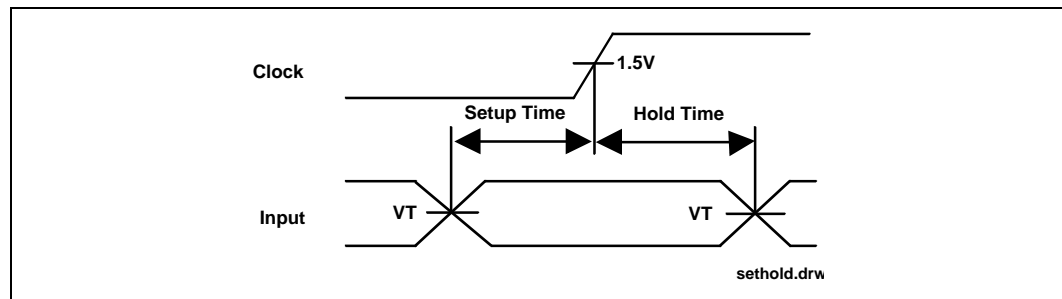 1.5V
Clock
Setup Time Hold Time
VT VT
Input
sethold.drw